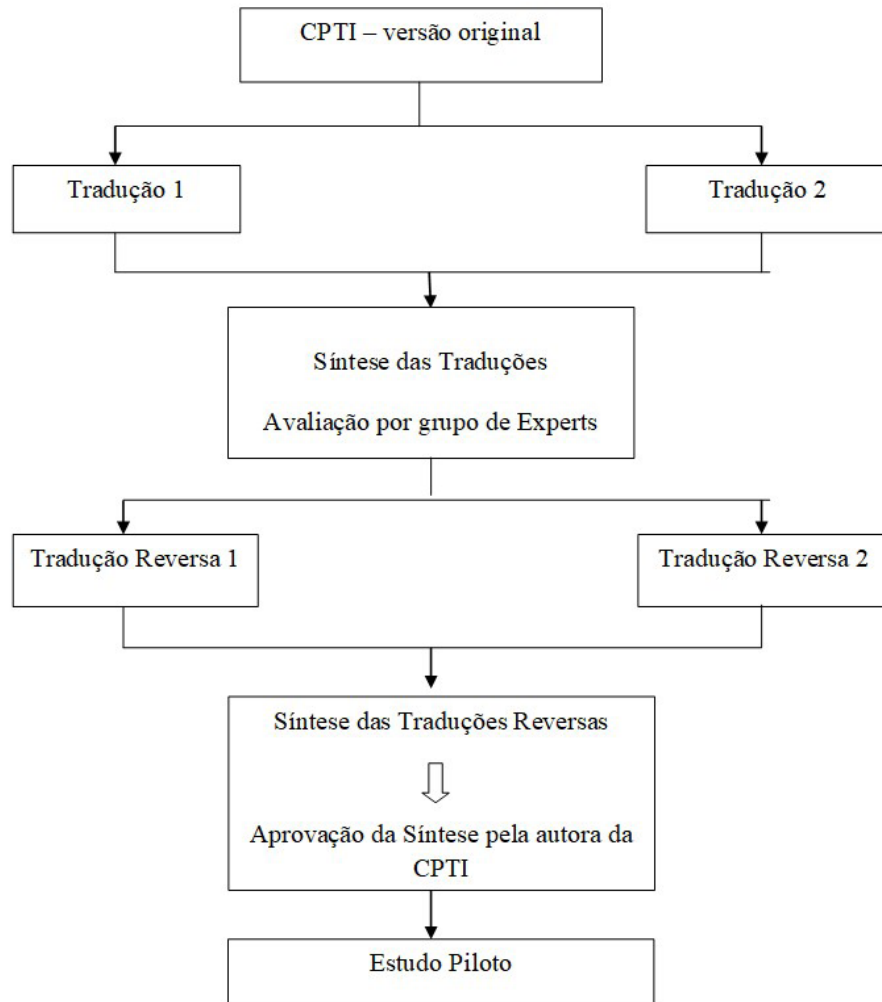 CPTI – versão original
Tradução 1
Tradução 2
Síntese das Traduções
Avaliação por grupo de Experts
Tradução Reversa 1
Tradução Reversa 2
Síntese das Traduções Reversas
Aprovação da Síntese pela autora da
CPTI
Estudo Piloto